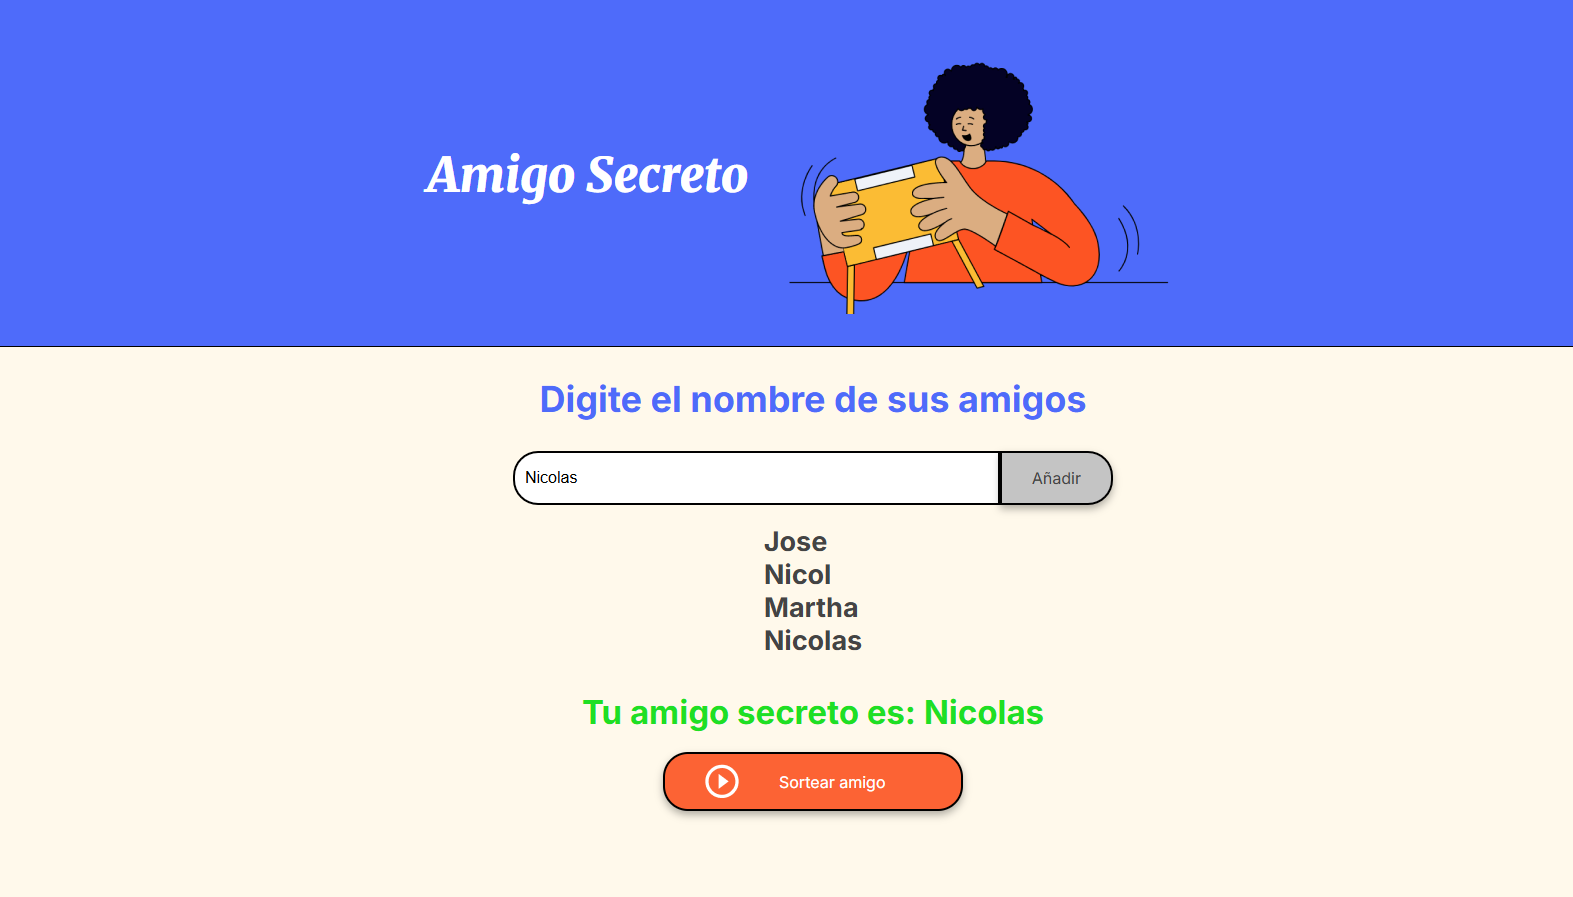 Amigo Secreto
Digite el nombre de sus amigos
Nicolas
Añadir
Jose
Nicol
Martha
Nicolas
Tu amigo secreto es: Nicolas
Sortear amigo